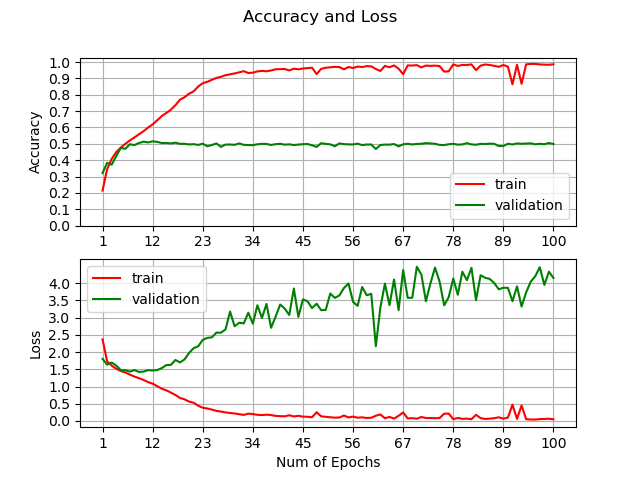 Accuracy and Loss
1.0
0.9
0.8
0.7
0.6
0.5
0.4
0.3
0.2
0.1
0.0
Accuracy
train
validation
1 12 23 34 45 56 67 78 89 100
4.0
3.5
3.0
2.5
2.0
1.5
1.0
0.5
0.0
Loss
train
validation
1 12 23 34 45 56 67 78 89 100
Num of Epochs